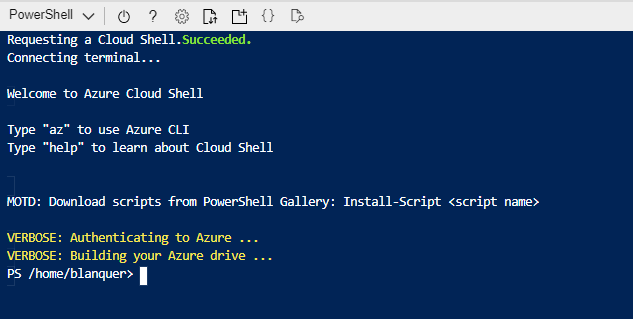 PowerShell
Requesting a Cloud Shell.Succeeded.
Connecting terminal...
Welcome to Azure Cloud Shell
Type "az" to use Azure CLI
Type "help" to learn about Cloud Shell
MOTD: Download scripts from PowerShell Gallery: Install-Script <script name>
VERBOSE: Authenticating to Azure ...
VERBOSE: Building your Azure drive ...
PS /home/blanquer>